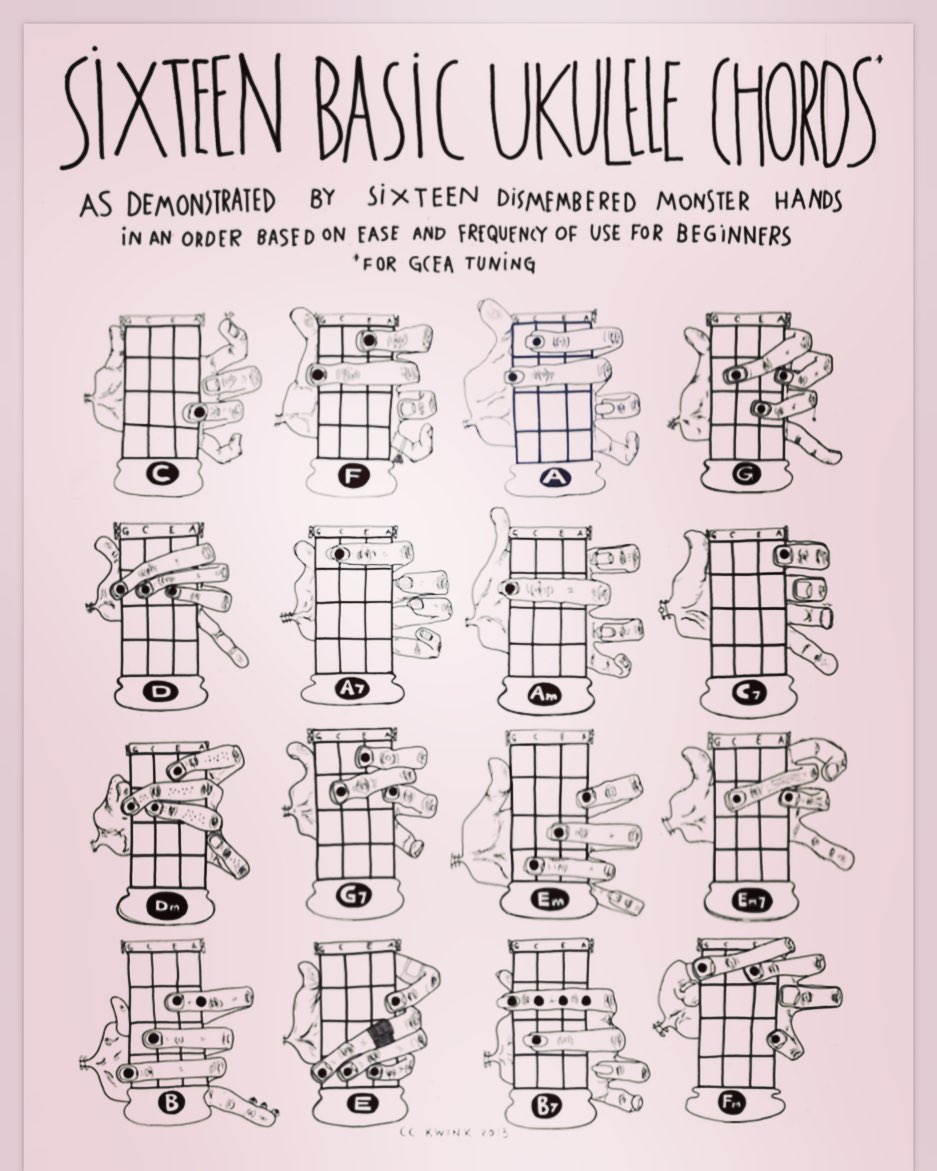 SIXTEEN BASIC UKULELE CHORDS*
AS DEMONSTRATED BY SIXTEEN DISMEMBERED MONSTER HANDS
IN AN ORDER BASED ON EASE AND FREQUENCY OF USE FOR BEGINNERS
*FOR GCEA TUNING
G C E A G C E A G C E A G C E A
C F A G
G C E A G C E A G C E A G C E A
D A7 Am C7
G C E A G C E A G C E A G C E A
Dm G7 Em Em7
G C E A G C E A G C E A G C E A
B E B7 Fm
CC KWINK 2013